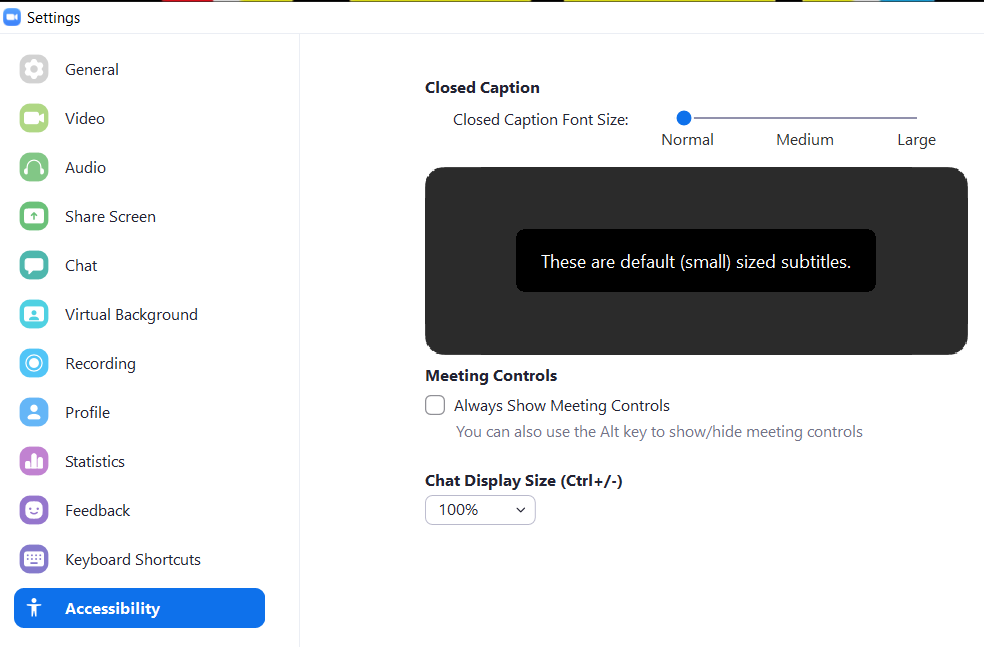 Settings
General
Video
Audio
Share Screen
Chat
Virtual Background
Recording
Profile
Statistics
Feedback
Keyboard Shortcuts
Accessibility
Closed Caption
Closed Caption Font Size:
Normal Medium Large
These are default (small) sized subtitles.
Meeting Controls
Always Show Meeting Controls
You can also use the Alt key to show/hide meeting controls
Chat Display Size (Ctrl+/-)
100%